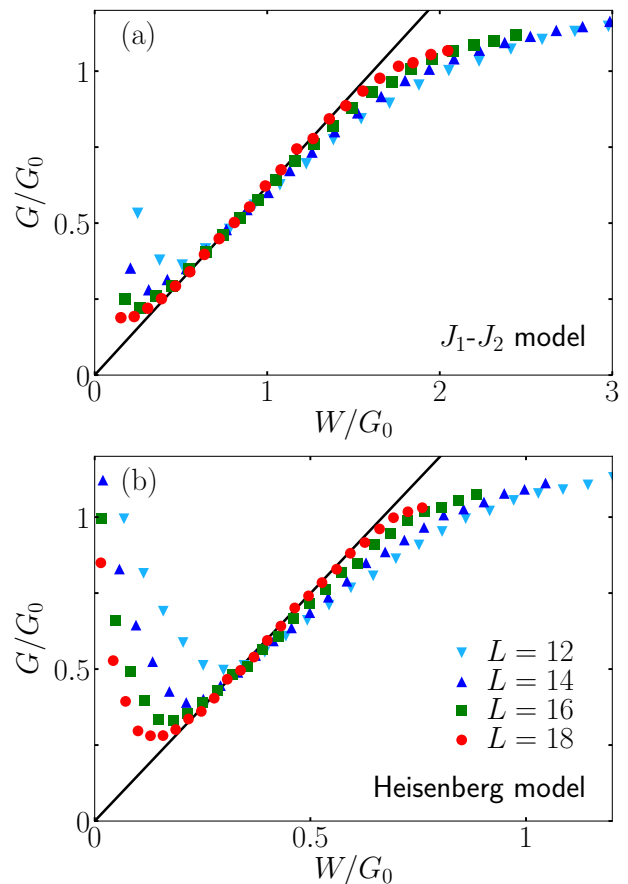 (a)
G/G₀
1
0.5
0
0
1
2
3
J₁-J₂ model
W/G₀
(b)
G/G₀
1
0.5
0
0
0.5
1
L = 12
L = 14
L = 16
L = 18
Heisenberg model
W/G₀